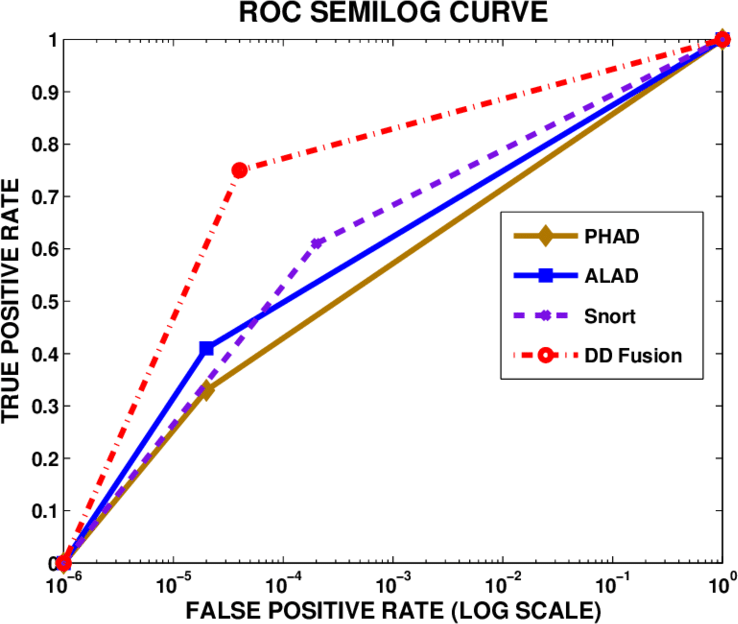 ROC SEMILOG CURVE
1
0.9
0.8
0.7
0.6
0.5
0.4
0.3
0.2
0.1
0
TRUE POSITIVE RATE
PHAD
ALAD
Snort
DD Fusion
10⁻⁶ 10⁻⁵ 10⁻⁴ 10⁻³ 10⁻² 10⁻¹ 10⁰
FALSE POSITIVE RATE (LOG SCALE)